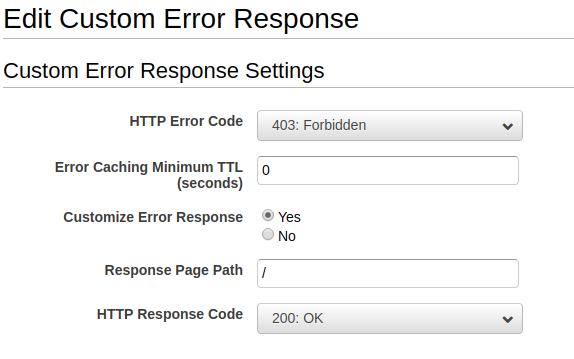 Edit Custom Error Response
Custom Error Response Settings
HTTP Error Code
403: Forbidden
Error Caching Minimum TTL
(seconds)
0
Customize Error Response
Yes
No
Response Page Path
/
HTTP Response Code
200: OK